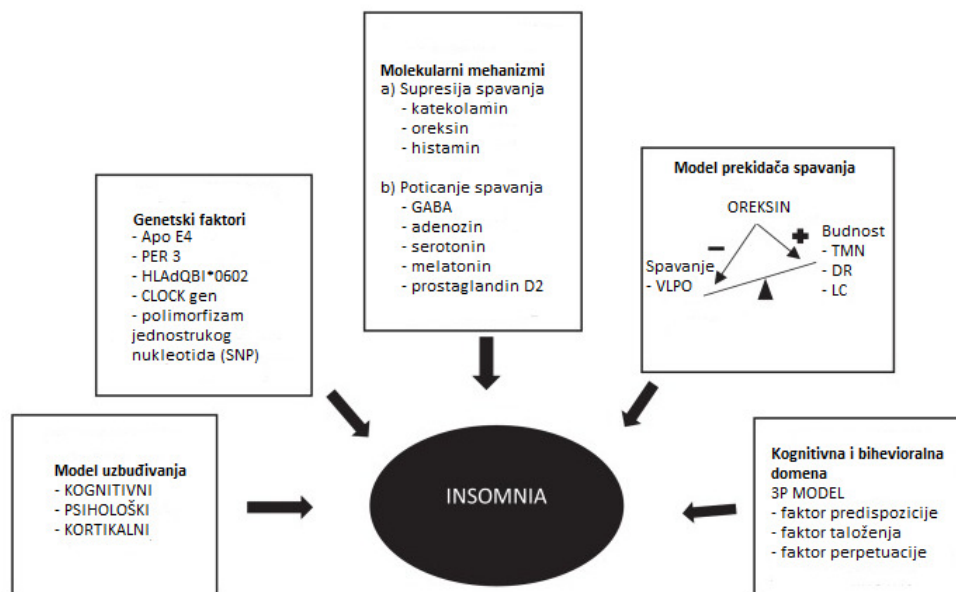 Molekularni mehanizmi
a) Supresija spavanja
- katekolamin
- oreksin
- histamin
b) Poticanje spavanja
- GABA
- adenozin
- serotonin
- melatonin
- prostaglandin D2
Model prekidača spavanja
OREKSIN
Budnost
- TMN
- DR
- LC
Spavanje
- VLPO
Genetski faktori
- Apo E4
- PER 3
- HLAdQBI*0602
- CLOCK gen
- polimorfizam
jednostrukog
nukleotida (SNP)
Model uzbuđivanja
- KOGNITIVNI
- PSIHOLOŠKI
- KORTIKALNI
INSOMNIA
Kognitivna i bihevioralna
domena
3P MODEL
- faktor predispozicije
- faktor taloženja
- faktor perpetuacije